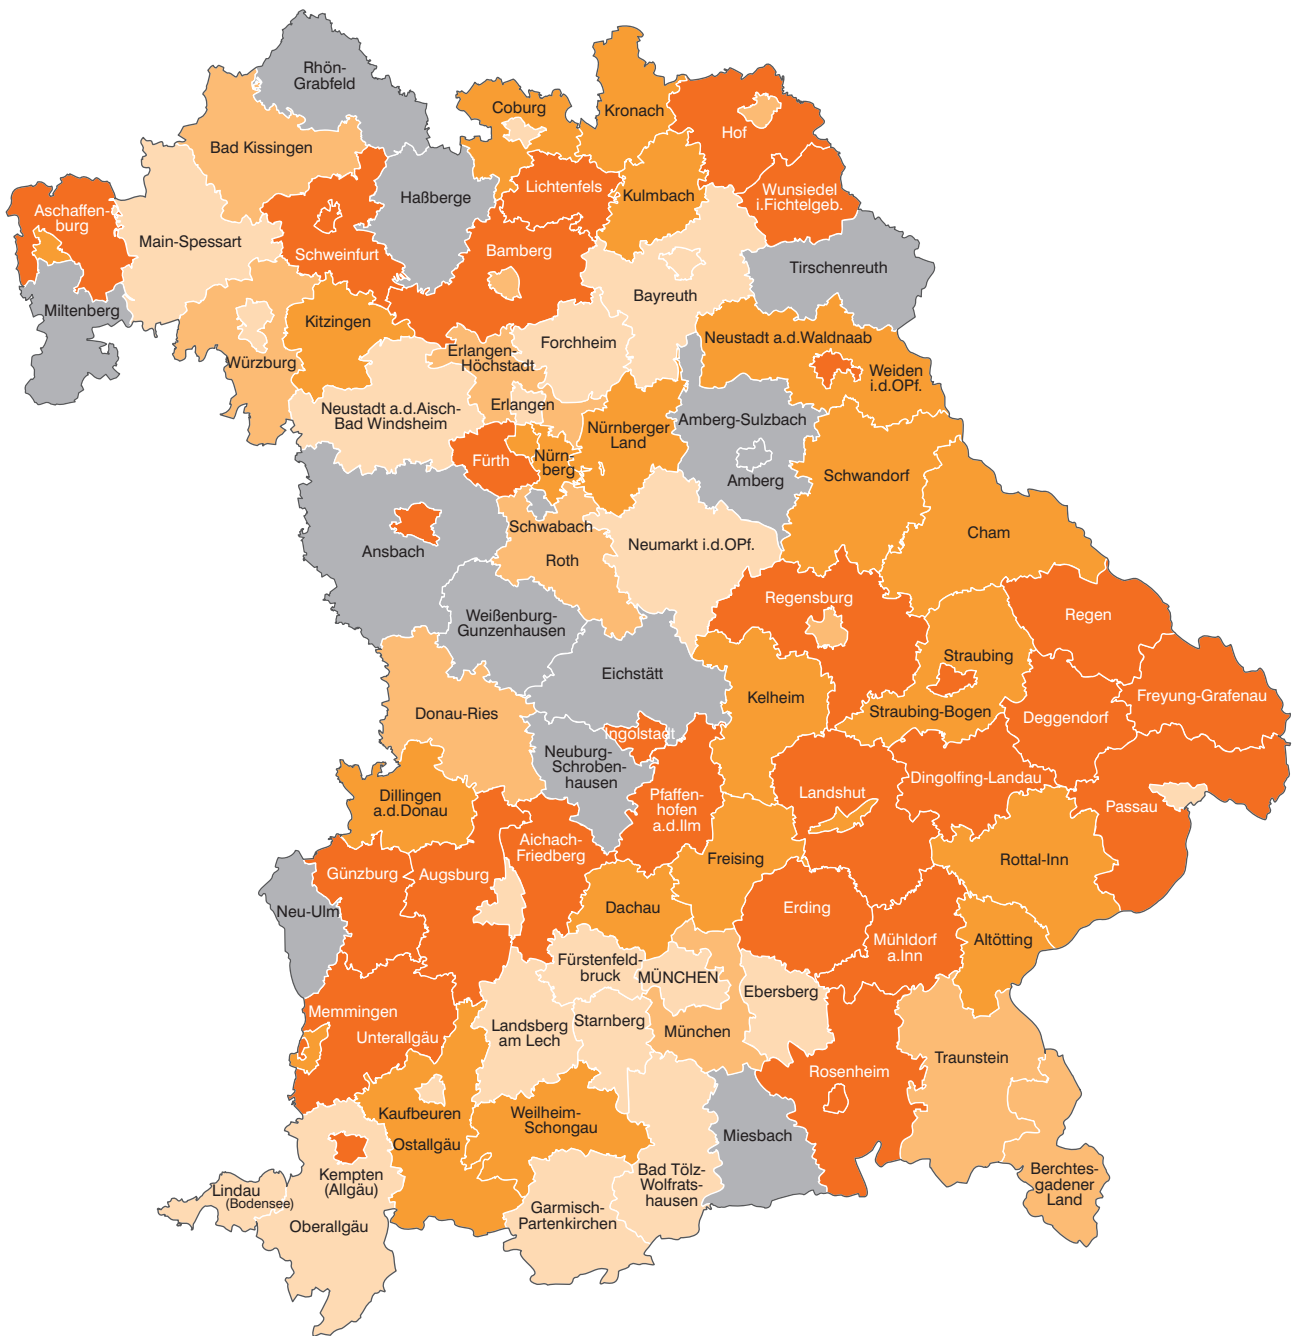 Rhön-
Grabfeld
Coburg
Kronach
Hof
Bad Kissingen
Haßberge
Lichtenfels
Kulmbach
Wunsiedel
i.Fichtelgeb.
Aschaffen-
burg
Main-Spessart
Schweinfurt
Bamberg
Tirschenreuth
Bayreuth
Miltenberg
Kitzingen
Forchheim
Neustadt a.d.Waldnaab
Erlangen-
Höchstadt
Würzburg
Weiden
i.d.OPf.
Neustadt a.d.Aisch-
Bad Windsheim
Erlangen
Nürnberger
Land
Amberg-Sulzbach
Fürth
Nürn-
berg
Amberg
Schwandorf
Schwabach
Ansbach
Roth
Neumarkt i.d.OPf.
Cham
Weißenburg-
Gunzenhausen
Regensburg
Regen
Straubing
Eichstätt
Kelheim
Freyung-Grafenau
Donau-Ries
Straubing-Bogen
Deggendorf
Ingolstadt
Neuburg-
Schroben-
hausen
Dingolfing-Landau
Dillingen
a.d.Donau
Pfaffen-
hofen
a.d.Ilm
Landshut
Passau
Aichach-
Friedberg
Günzburg
Augsburg
Freising
Rottal-Inn
Neu-Ulm
Dachau
Erding
Mühldorf
a.Inn
Altötting
Fürstenfeld-
bruck
MÜNCHEN
Ebersberg
Memmingen
Unterallgäu
Landsberg
am Lech
Starnberg
München
Traunstein
Rosenheim
Kaufbeuren
Weilheim-
Schongau
Ostallgäu
Miesbach
Kempten
(Allgäu)
Bad Tölz-
Wolfrats-
hausen
Berchtes-
gadener
Land
Lindau
(Bodensee)
Oberallgäu
Garmisch-
Partenkirchen